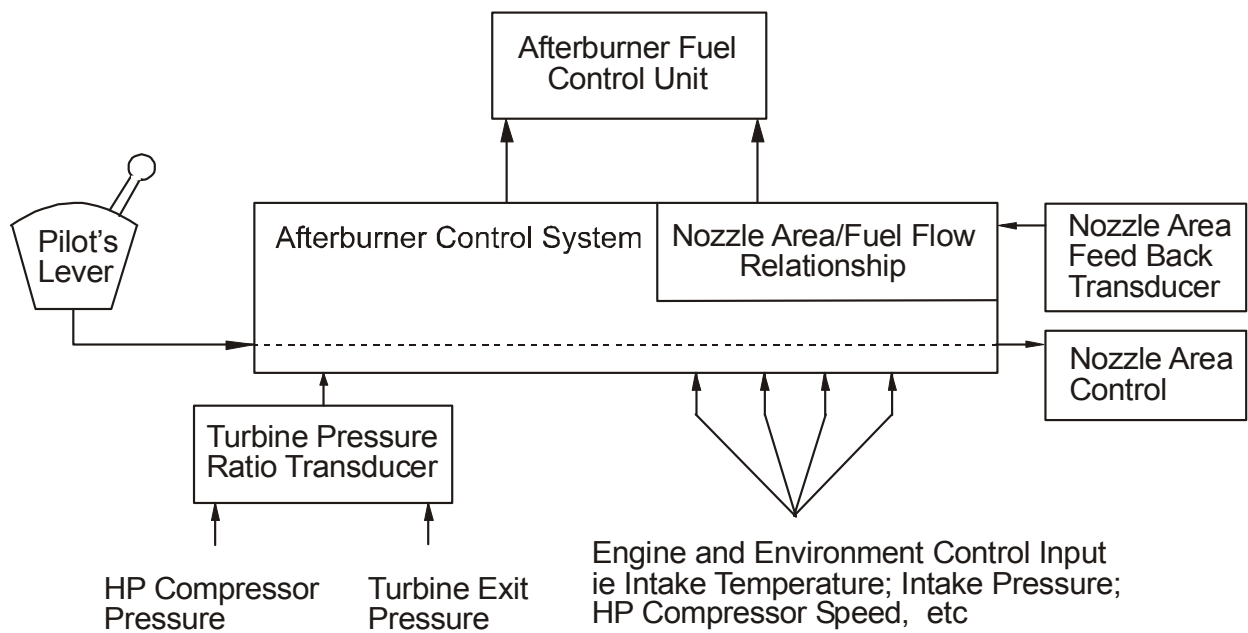 Afterburner Fuel
Control Unit
Pilot's
Lever
Afterburner Control System
Nozzle Area/Fuel Flow
Relationship
Nozzle Area
Feed Back
Transducer
Nozzle Area
Control
Turbine Pressure
Ratio Transducer
HP Compressor
Pressure
Turbine Exit
Pressure
Engine and Environment Control Input
ie Intake Temperature; Intake Pressure;
HP Compressor Speed, etc